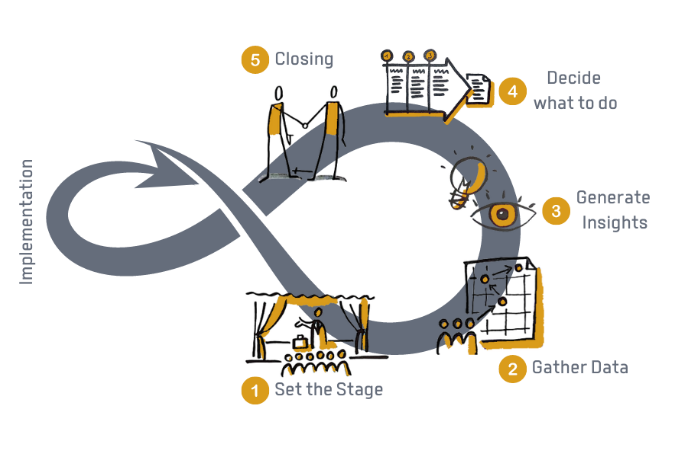 5 Closing
Decide
what to do
4
Implementation
3
Generate
Insights
2 Gather Data
1 Set the Stage